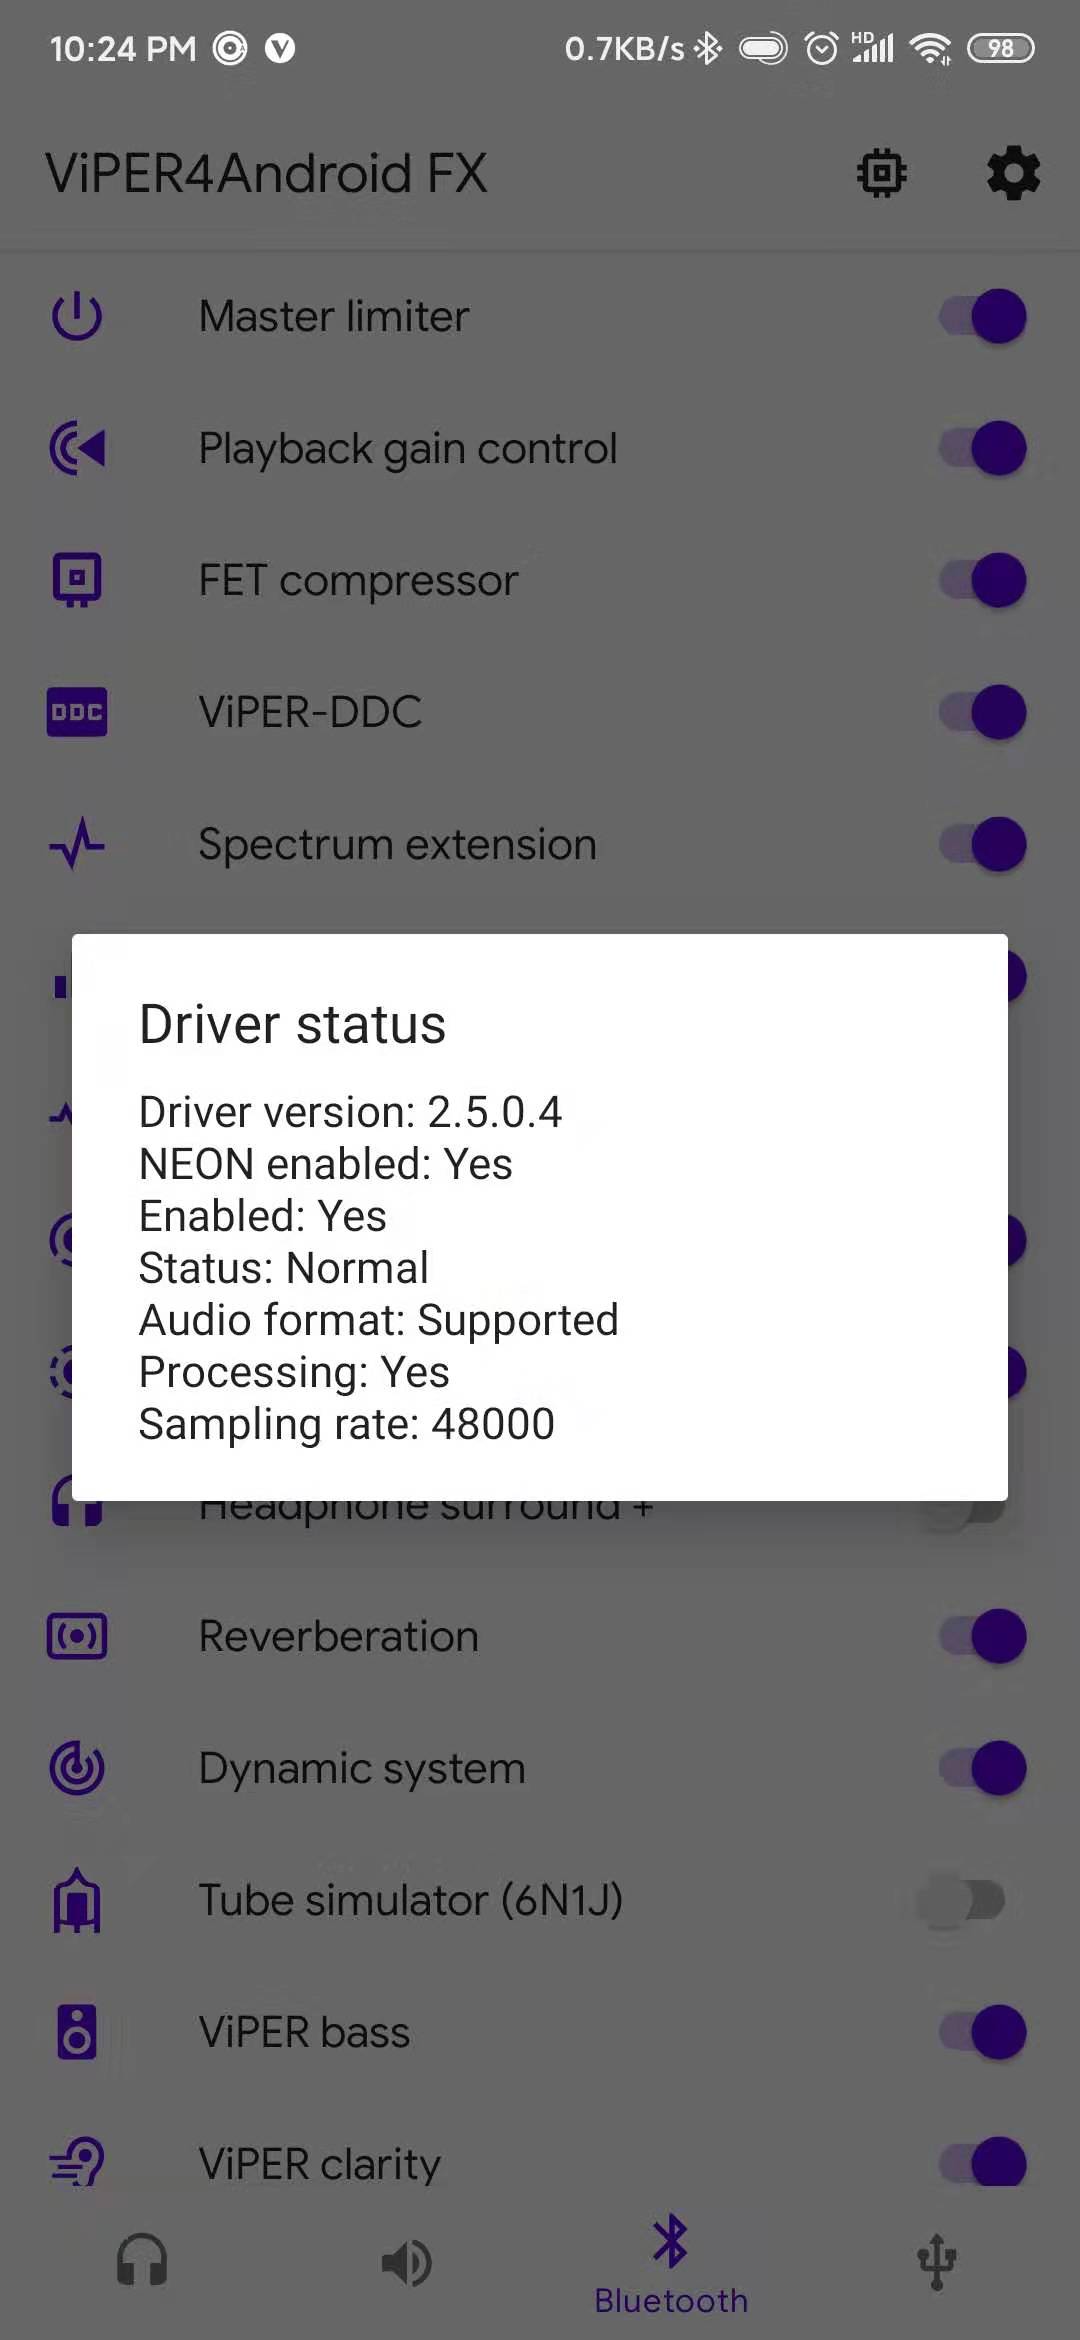 10:24 PM
0.7KB/s
HD
98
ViPER4Android FX
Master limiter
Playback gain control
FET compressor
DDC
ViPER-DDC
Spectrum extension
Driver status
Driver version: 2.5.0.4
NEON enabled: Yes
Enabled: Yes
Status: Normal
Audio format: Supported
Processing: Yes
Sampling rate: 48000
Headphone surround +
Reverberation
Dynamic system
Tube simulator (6N1J)
ViPER bass
ViPER clarity
Bluetooth